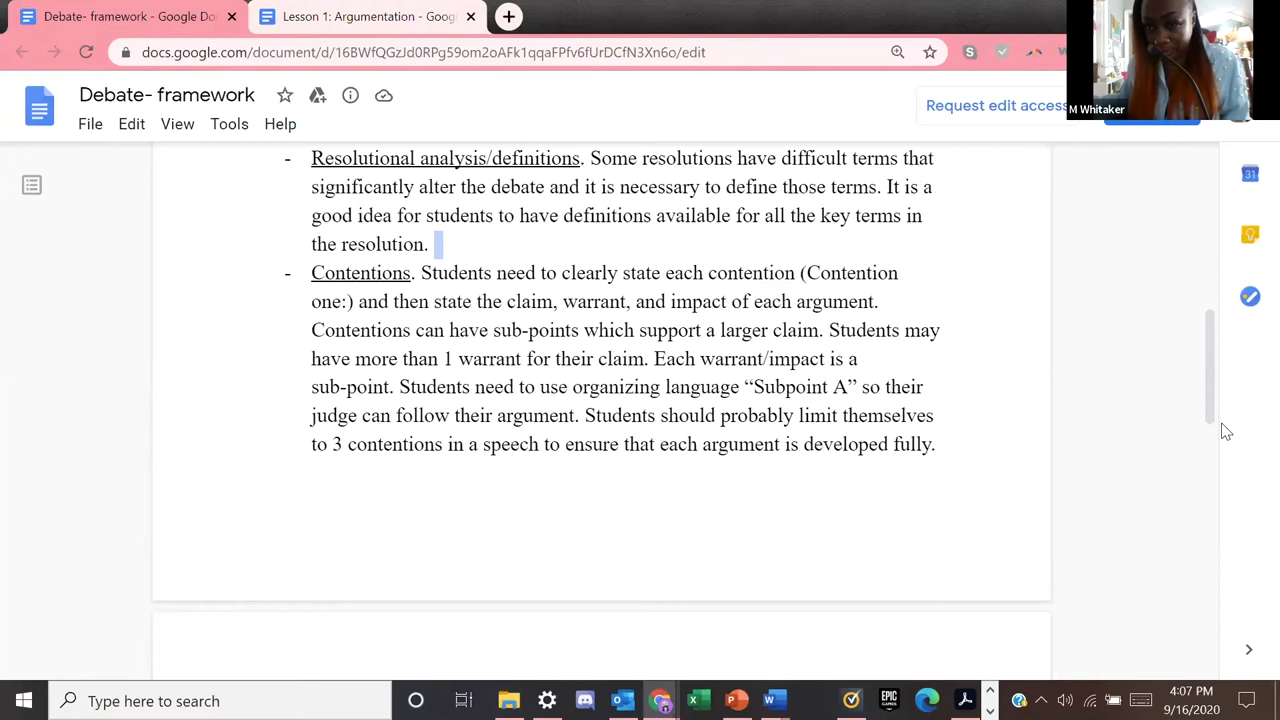 Debate- framework - Google Do
Lesson 1: Argumentation - Goog
docs.google.com/document/d/16BWfQGzJd0RPg59om2oAFk1qqaFPfv6fUrDCfN3Xn6o/edit
Debate- framework
Request edit access
M Whitaker
File Edit View Tools Help
- Resolutional analysis/definitions. Some resolutions have difficult terms that
significantly alter the debate and it is necessary to define those terms. It is a
good idea for students to have definitions available for all the key terms in
the resolution.
- Contentions. Students need to clearly state each contention (Contention
one:) and then state the claim, warrant, and impact of each argument.
Contentions can have sub-points which support a larger claim. Students may
have more than 1 warrant for their claim. Each warrant/impact is a
sub-point. Students need to use organizing language “Subpoint A” so their
judge can follow their argument. Students should probably limit themselves
to 3 contentions in a speech to ensure that each argument is developed fully.
31
Type here to search
EPIC GAMES
4:07 PM
9/16/2020